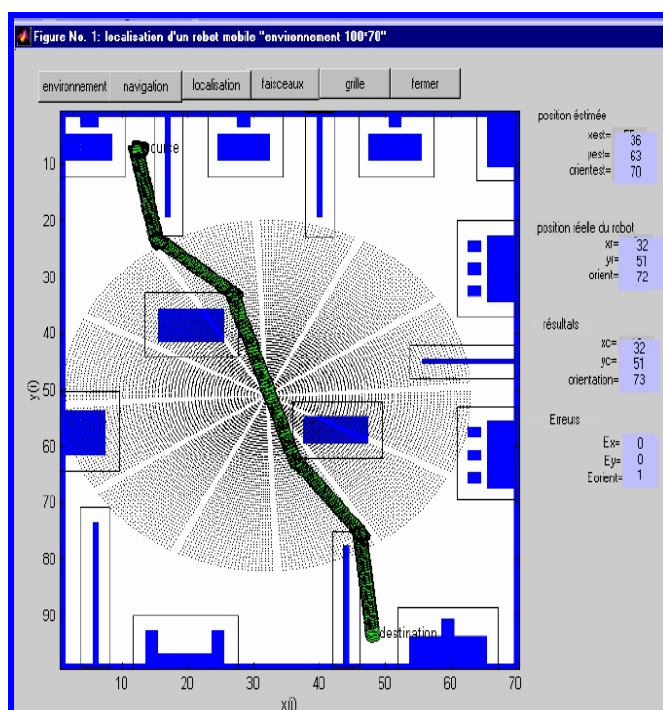 Figure No. 1: localisation d'un robot mobile "environnement 100*70"
environnement navigation localisation faisceaux grille fermer
position éstimée
xest= 36
yest= 63
orientest= 70
position réelle du robot
xr= 32
yr= 51
orient= 72
résultats
xc= 32
yc= 51
orientation= 73
Erreurs
Ex= 0
Ey= 0
Eorient= 1
source
destination
10
20
30
40
50
60
70
80
90
y(i)
10 20 30 40 50 60 70
x(i)